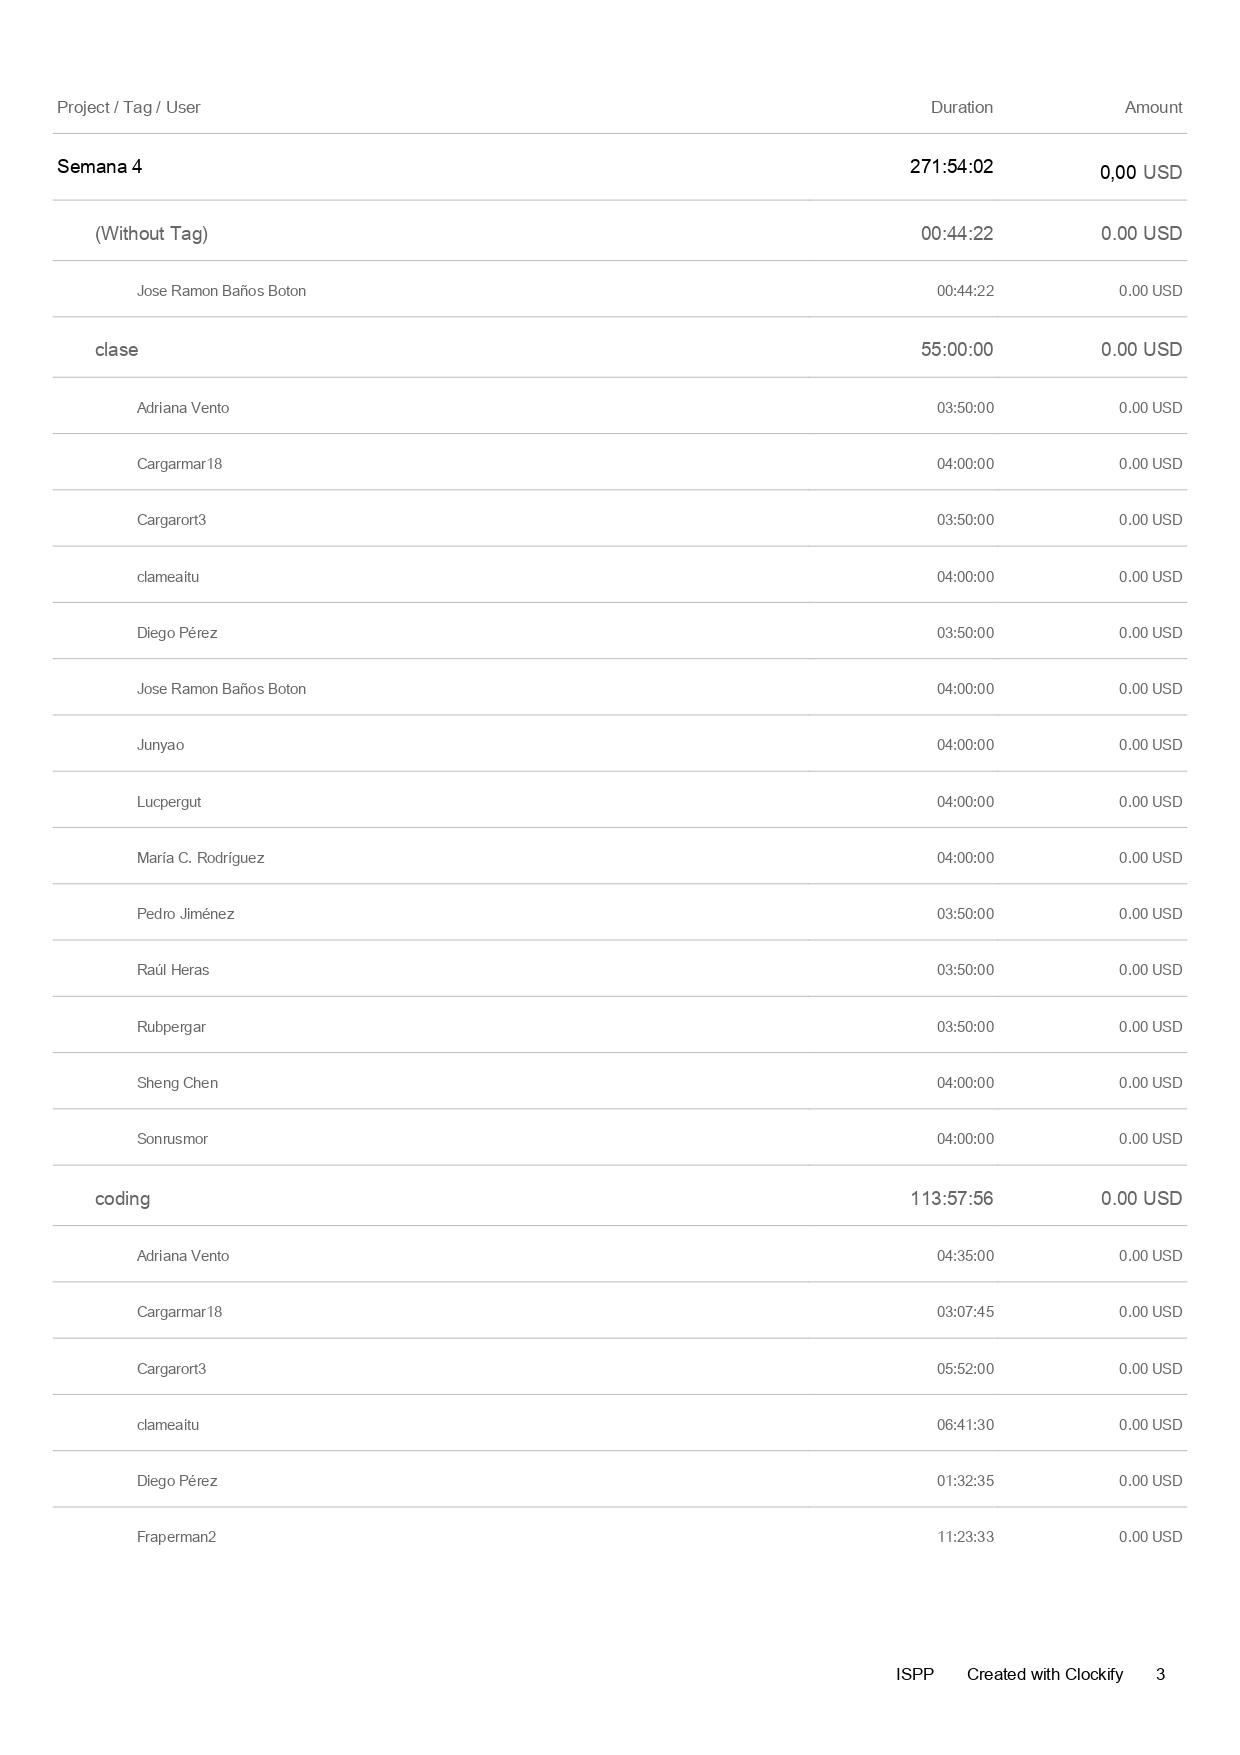 Project / Tag / User Duration Amount
Semana 4 271:54:02 0,00 USD
(Without Tag) 00:44:22 0.00 USD
Jose Ramon Baños Boton 00:44:22 0.00 USD
clase 55:00:00 0.00 USD
Adriana Vento 03:50:00 0.00 USD
Cargarmar18 04:00:00 0.00 USD
Cargarort3 03:50:00 0.00 USD
clameaitu 04:00:00 0.00 USD
Diego Pérez 03:50:00 0.00 USD
Jose Ramon Baños Boton 04:00:00 0.00 USD
Junyao 04:00:00 0.00 USD
Lucpergut 04:00:00 0.00 USD
María C. Rodríguez 04:00:00 0.00 USD
Pedro Jiménez 03:50:00 0.00 USD
Raúl Heras 03:50:00 0.00 USD
Rubpergar 03:50:00 0.00 USD
Sheng Chen 04:00:00 0.00 USD
Sonrusmor 04:00:00 0.00 USD
coding 113:57:56 0.00 USD
Adriana Vento 04:35:00 0.00 USD
Cargarmar18 03:07:45 0.00 USD
Cargarort3 05:52:00 0.00 USD
clameaitu 06:41:30 0.00 USD
Diego Pérez 01:32:35 0.00 USD
Fraperman2 11:23:33 0.00 USD
ISPP Created with Clockify 3